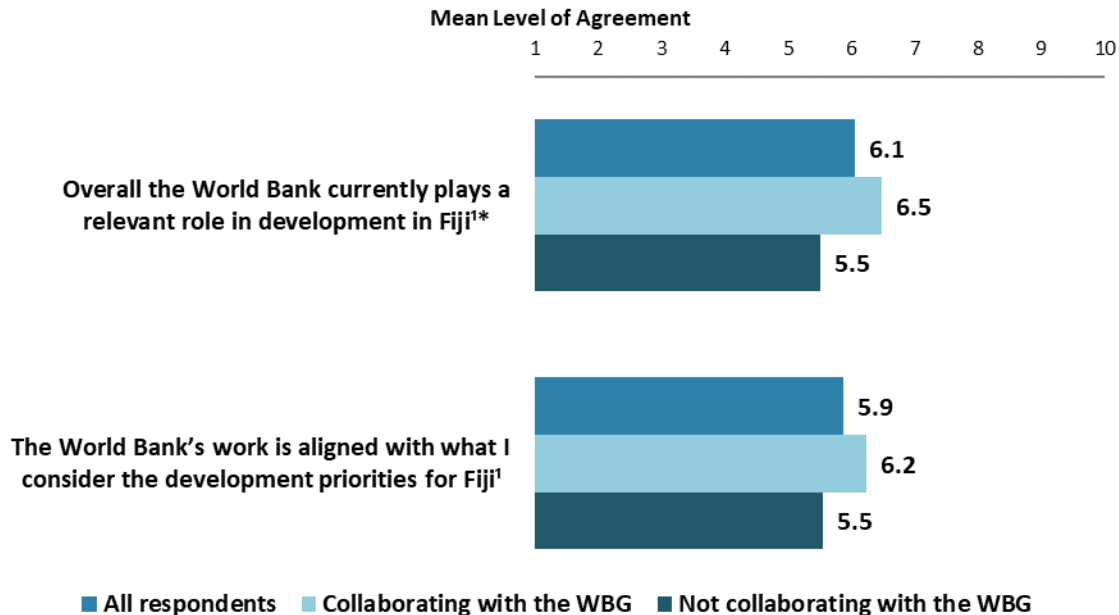 Mean Level of Agreement
1 2 3 4 5 6 7 8 9 10
Overall the World Bank currently plays a
relevant role in development in Fiji¹*
6.1
6.5
5.5
The World Bank’s work is aligned with what I
consider the development priorities for Fiji¹
5.9
6.2
5.5
All respondents Collaborating with the WBG Not collaborating with the WBG